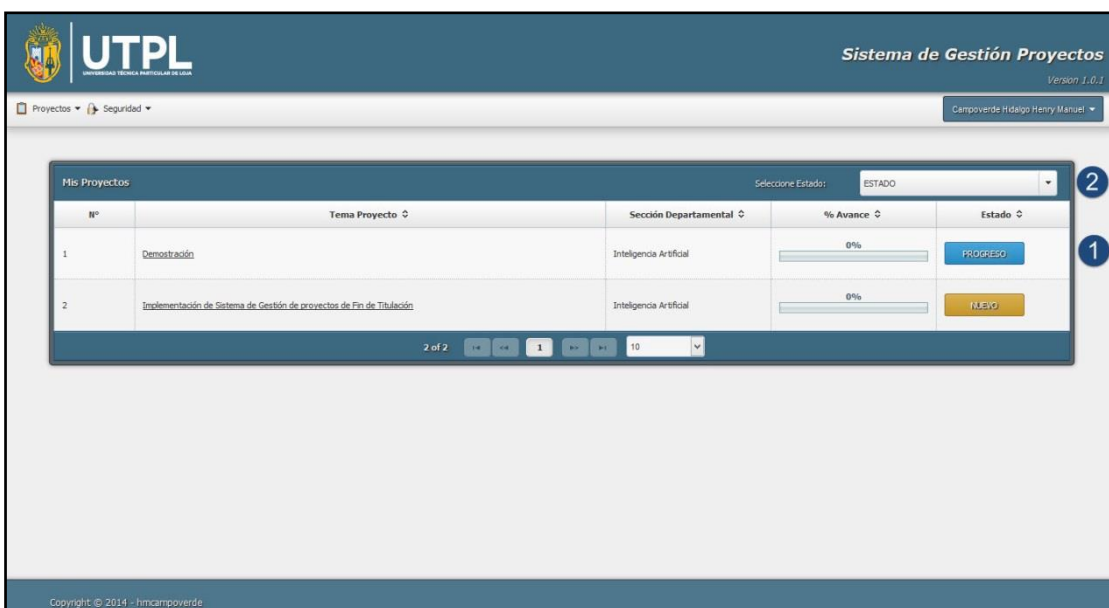 UTPL
UNIVERSIDAD TÉCNICA PARTICULAR DE LOJA
Sistema de Gestión Proyectos
Version 1.0.1
Proyectos Seguridad Campoverde Hidalgo Henry Manuel
Mis Proyectos Seleccione Estado: ESTADO 2
N° Tema Proyecto Sección Departamental % Avance Estado
1 Demostración Inteligencia Artificial 0% PROGRESO 1
2 Implementación de Sistema de Gestión de proyectos de Fin de Titulación Inteligencia Artificial 0% NUEVO
2 of 2 1 10
Copyright © 2014 - hmcampoverde